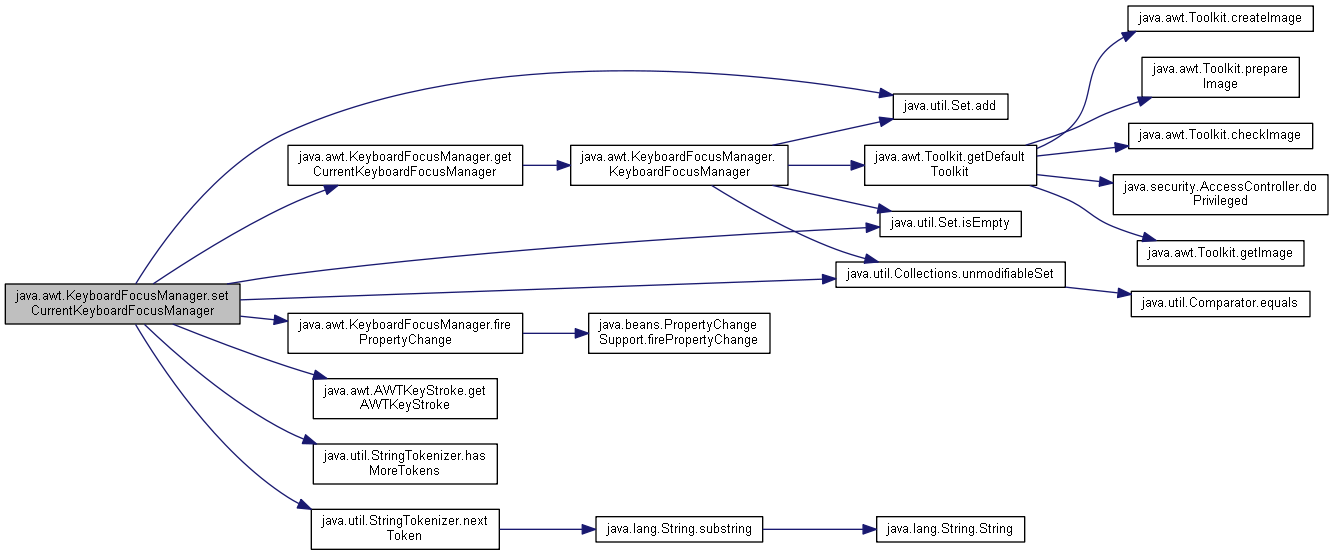 java.awt.KeyboardFocusManager.set
CurrentKeyboardFocusManager
java.util.Set.add
java.awt.KeyboardFocusManager.get
CurrentKeyboardFocusManager
java.awt.KeyboardFocusManager.
KeyboardFocusManager
java.awt.Toolkit.getDefault
Toolkit
java.awt.Toolkit.createImage
java.awt.Toolkit.prepare
Image
java.awt.Toolkit.checkImage
java.security.AccessController.do
Privileged
java.awt.Toolkit.getImage
java.util.Set.isEmpty
java.util.Collections.unmodifiableSet
java.util.Comparator.equals
java.awt.KeyboardFocusManager.fire
PropertyChange
java.beans.PropertyChange
Support.firePropertyChange
java.awt.AWTKeyStroke.get
AWTKeyStroke
java.util.StringTokenizer.has
MoreTokens
java.util.StringTokenizer.next
Token
java.lang.String.substring
java.lang.String.String